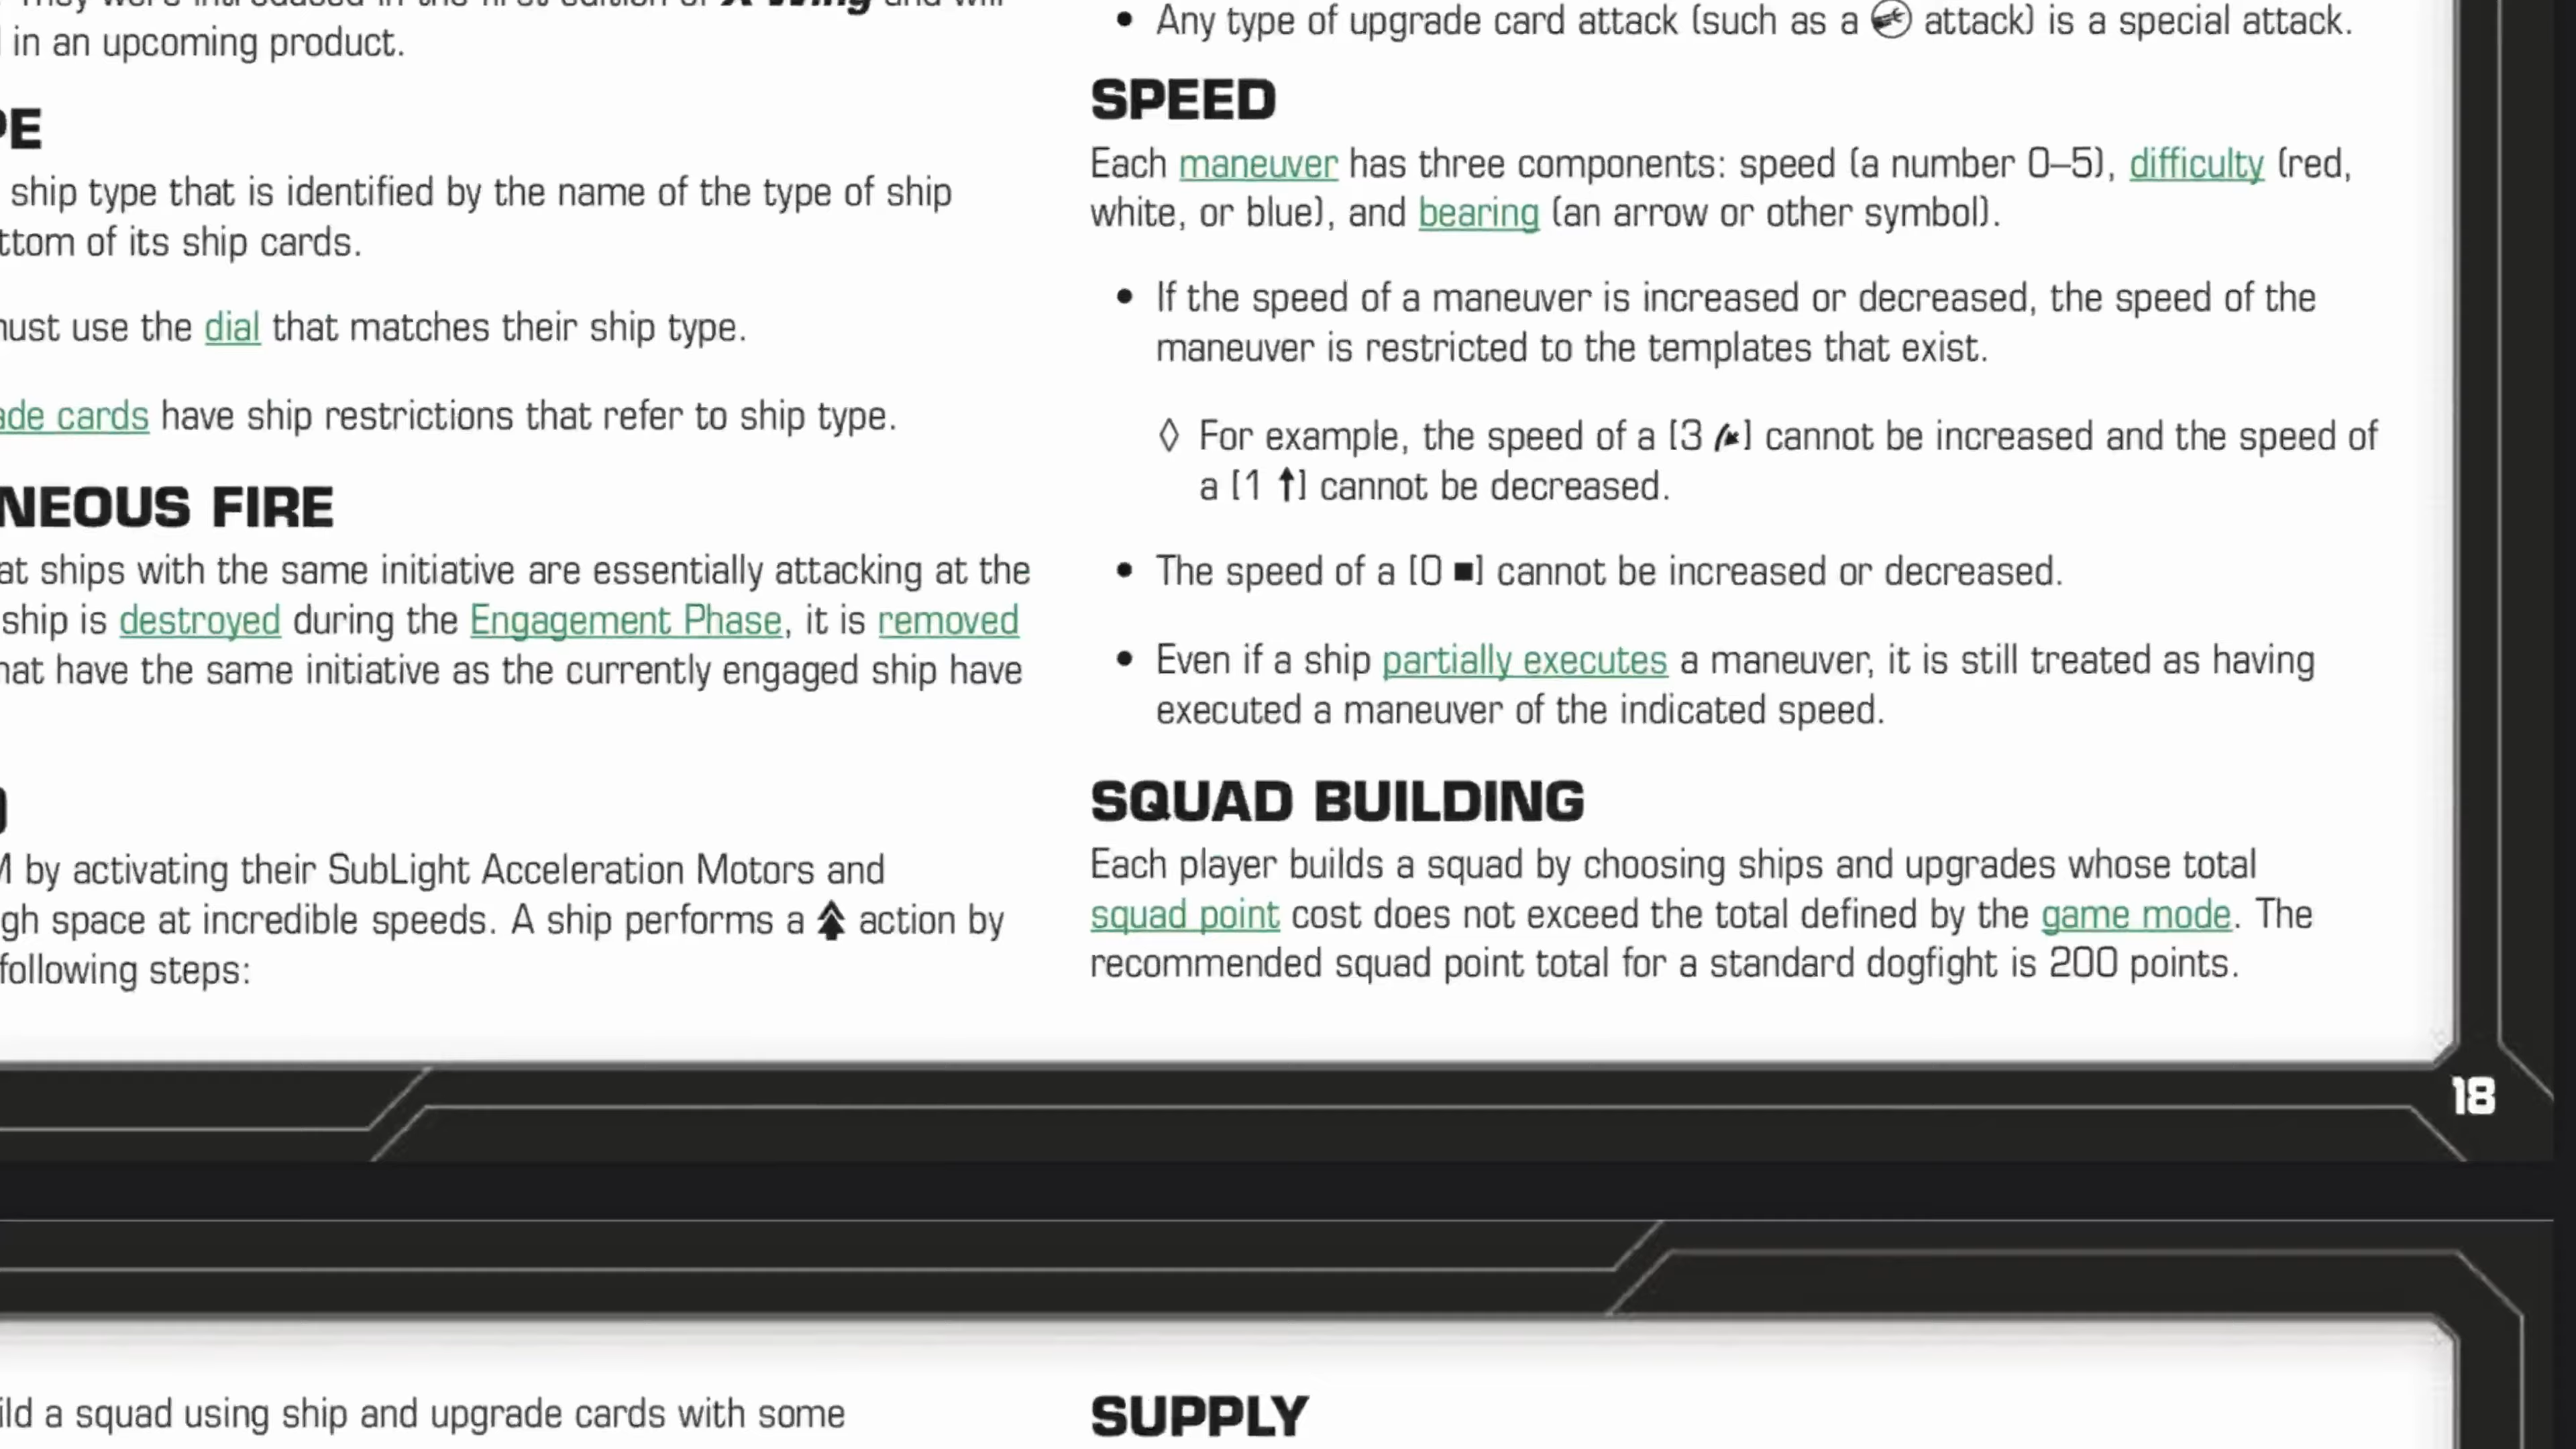 in an upcoming product.
ship type that is identified by the name of the type of ship
ttom of its ship cards.
must use the dial that matches their ship type.
ade cards have ship restrictions that refer to ship type.
NEOUS FIRE
at ships with the same initiative are essentially attacking at the
ship is destroyed during the Engagement Phase, it is removed
hat have the same initiative as the currently engaged ship have
by activating their SubLight Acceleration Motors and
gh space at incredible speeds. A ship performs a action by
following steps:
• Any type of upgrade card attack (such as a attack) is a special attack.
SPEED
Each maneuver has three components: speed (a number 0–5), difficulty (red,
white, or blue), and bearing (an arrow or other symbol).
• If the speed of a maneuver is increased or decreased, the speed of the
maneuver is restricted to the templates that exist.
◊ For example, the speed of a [3 ] cannot be increased and the speed of
a [1 ↑] cannot be decreased.
• The speed of a [0 ■] cannot be increased or decreased.
• Even if a ship partially executes a maneuver, it is still treated as having
executed a maneuver of the indicated speed.
SQUAD BUILDING
Each player builds a squad by choosing ships and upgrades whose total
squad point cost does not exceed the total defined by the game mode. The
recommended squad point total for a standard dogfight is 200 points.
18
ild a squad using ship and upgrade cards with some
SUPPLY